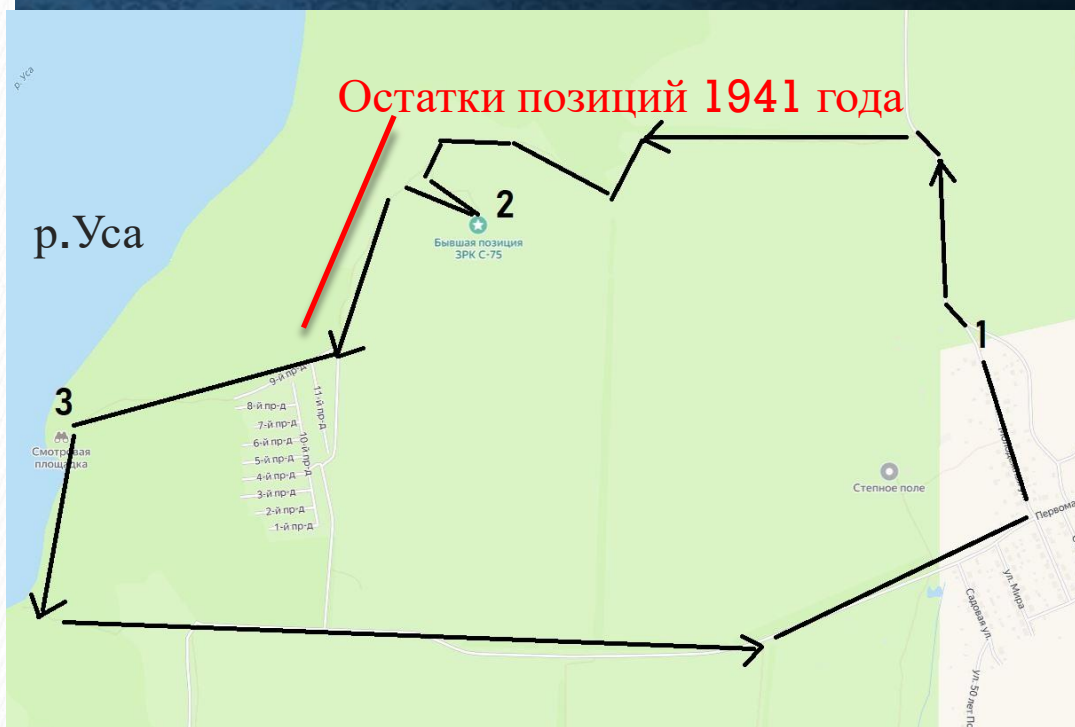 р. Уса
Остатки позиций 1941 года
р.Уса
2
Бывшая позиция
ЗРК С-75
1
9-й пр-д
11-й пр-д
8-й пр-д
7-й пр-д
10-й пр-д
6-й пр-д
5-й пр-д
4-й пр-д
3-й пр-д
2-й пр-д
1-й пр-д
3
Смотровая
площадка
Степное поле
Первома
ул. Мира
Садовая ул.
ул. 50 лет По